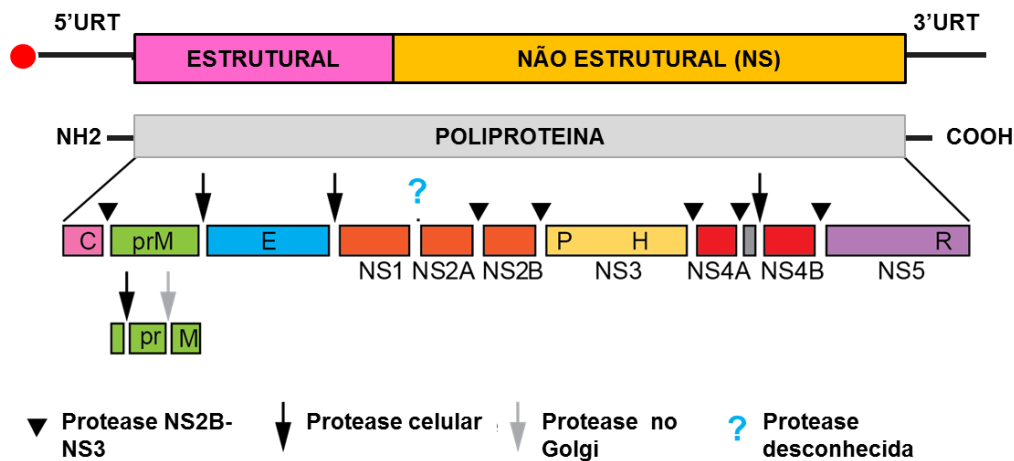 5'URT 3'URT
ESTRUTURAL NÃO ESTRUTURAL (NS)
NH2 POLIPROTEINA COOH
?
C prM E P H R
NS1 NS2A NS2B NS3 NS4A NS4B NS5
pr M
Protease NS2B-
NS3
Protease celular
Protease no
Golgi
? Protease
desconhecida